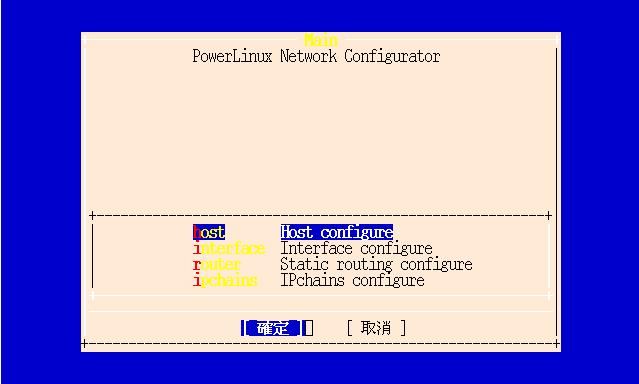 Main
PowerLinux Network Configurator
host Host configure
interface Interface configure
router Static routing configure
ipchains IPchains configure
[ 確定 ] [ 取消 ]